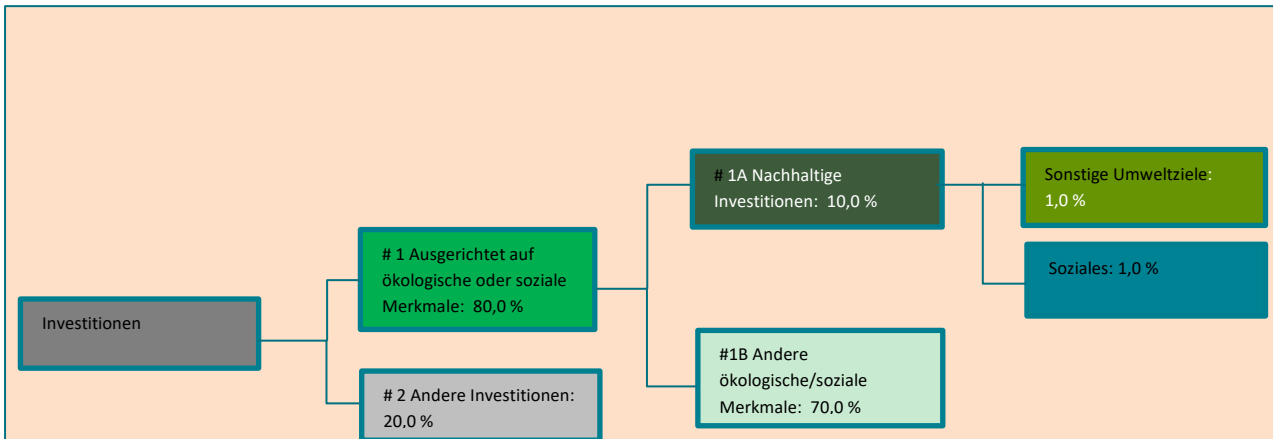 Investitionen
# 1 Ausgerichtet auf
ökologische oder soziale
Merkmale: 80,0 %
# 2 Andere Investitionen:
20,0 %
# 1A Nachhaltige
Investitionen: 10,0 %
#1B Andere
ökologische/soziale
Merkmale: 70,0 %
Sonstige Umweltziele:
1,0 %
Soziales: 1,0 %